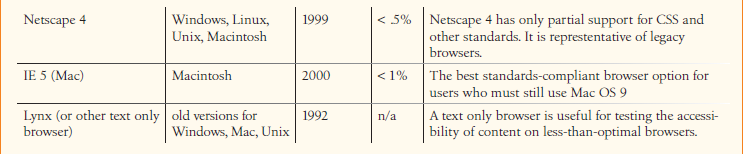 Netscape 4 Windows, Linux, 1999 < .5% Netscape 4 has only partial support for CSS and
Unix, Macintosh other standards. It is represtentative of legacy
browsers.
IE 5 (Mac) Macintosh 2000 < 1% The best standards-compliant browser option for
users who must still use Mac OS 9
Lynx (or other text only old versions for 1992 n/a A text only browser is useful for testing the accessi-
browser) Windows, Mac, Unix bility of content on less-than-optimal browsers.